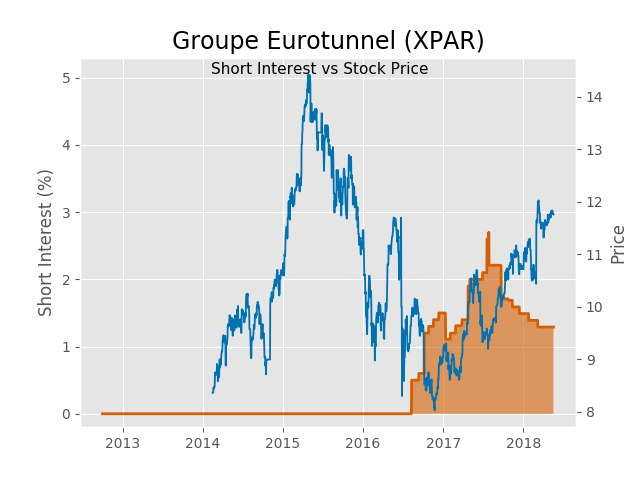 Groupe Eurotunnel (XPAR)
Short Interest vs Stock Price
Short Interest (%)
5
4
3
2
1
0
14
13
12
11
10
9
8
Price
2013 2014 2015 2016 2017 2018